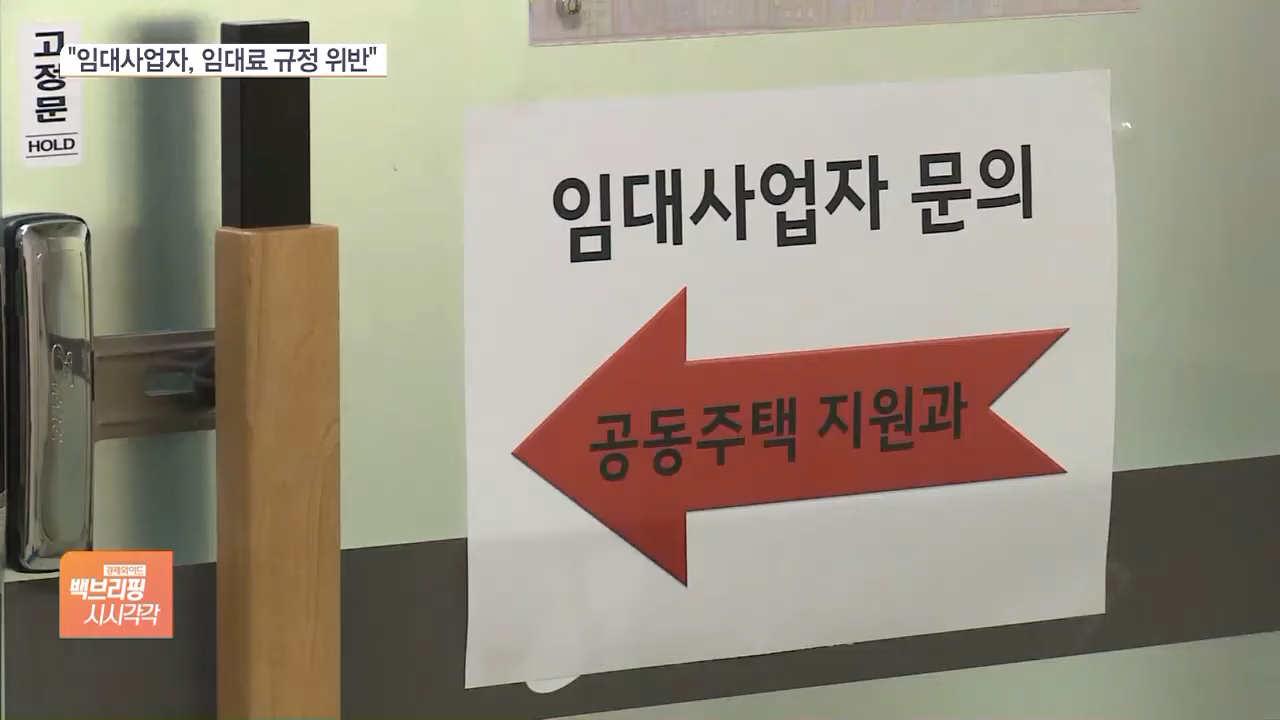 고정문
HOLD
"임대사업자, 임대료 규정 위반"
임대사업자 문의
공동주택 지원과
경제와이드
백브리핑
시시각각